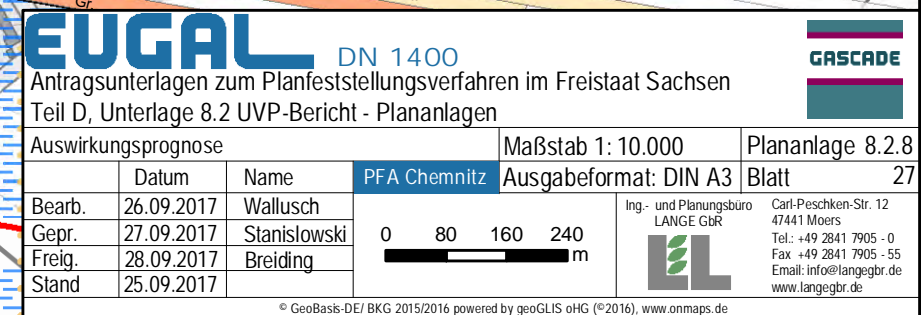 Gr.
EUGAL DN 1400
GASCADE
Antragsunterlagen zum Planfeststellungsverfahren im Freistaat Sachsen
Teil D, Unterlage 8.2 UVP-Bericht - Plananlagen
Auswirkungsprognose Maßstab 1: 10.000 Plananlage 8.2.8
Datum Name PFA Chemnitz Ausgabeformat: DIN A3 Blatt 27
Bearb. 26.09.2017 Wallusch
Gepr. 27.09.2017 Stanislowski
Freig. 28.09.2017 Breiding
Stand 25.09.2017
0 80 160 240
m
Ing.- und Planungsbüro
LANGE GbR
Carl-Peschken-Str. 12
47441 Moers
Tel.: +49 2841 7905 - 0
Fax +49 2841 7905 - 55
Email: info@langegbr.de
www.langegbr.de
© GeoBasis-DE/ BKG 2015/2016 powered by geoGLIS oHG (©2016), www.onmaps.de